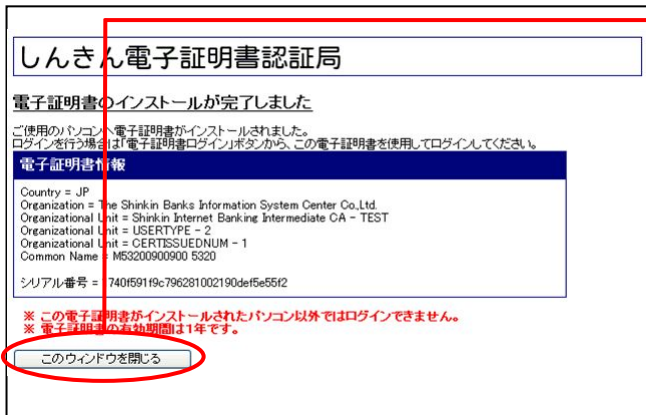 しんきん電子証明書認証局
電子証明書のインストールが完了しました
ご使用のパソコンへ電子証明書がインストールされました。
ログインを行う場合は「電子証明書ログイン」ボタンから、この電子証明書を使用してログインしてください。
電子証明書情報
Country = JP
Organization = The Shinkin Banks Information System Center Co.,Ltd.
Organizational Unit = Shinkin Internet Banking Intermediate CA - TEST
Organizational Unit = USERTYPE - 2
Organizational Unit = CERTISSUEDNUM - 1
Common Name = M53200900900 5320
シリアル番号 = 740f591f9c796281002190def5e55f2
※ この電子証明書がインストールされたパソコン以外ではログインできません。
※ 電子証明書の有効期間は1年です。
このウィンドウを閉じる